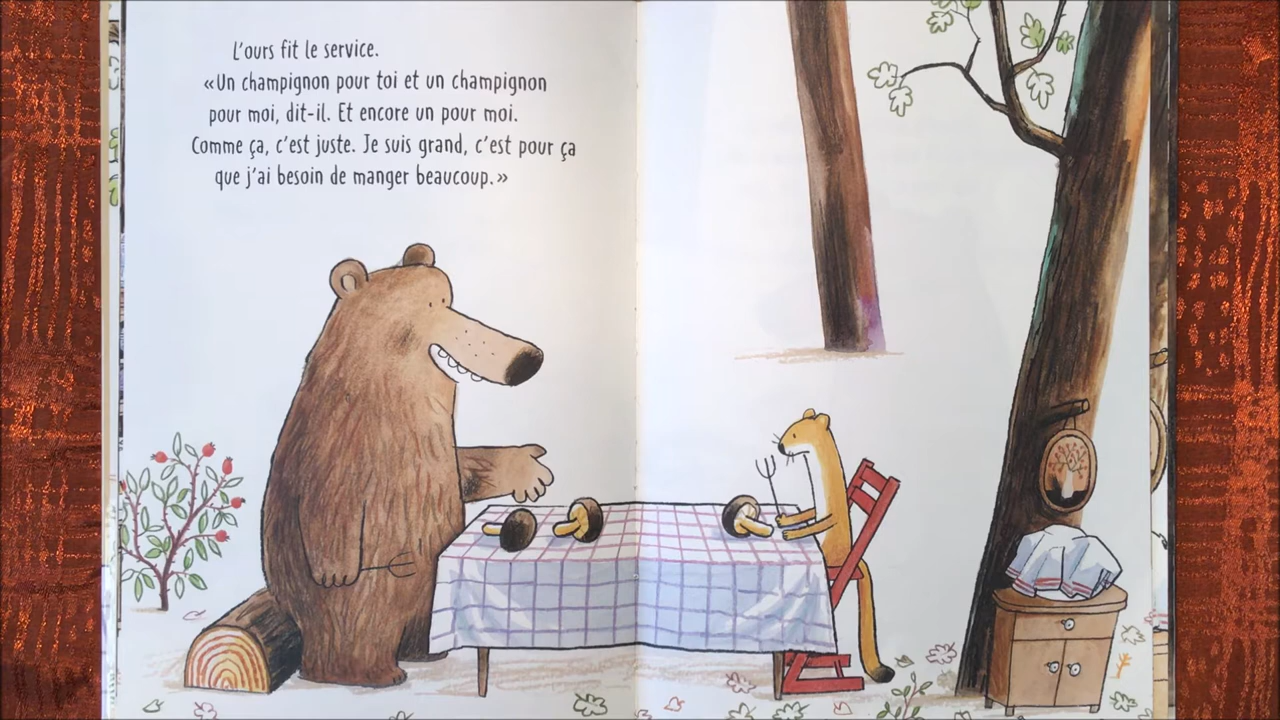 L'ours fit le service.
«Un champignon pour toi et un champignon
pour moi, dit-il. Et encore un pour moi.
Comme ça, c'est juste. Je suis grand, c'est pour ça
que j'ai besoin de manger beaucoup.»